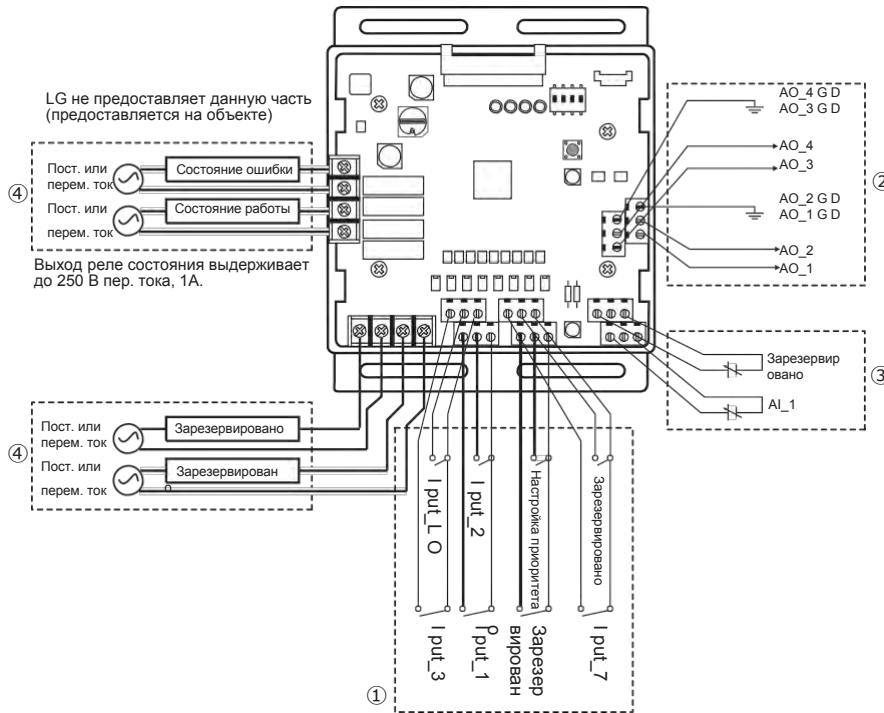 LG не предоставляет данную часть
(предоставляется на объекте)
④
Пост. или
перем. ток
Состояние ошибки
Пост. или
перем. ток
Состояние работы
Выход реле состояния выдерживает
до 250 В пер. тока, 1А.
AO_4 G D
AO_3 G D
AO_4
AO_3
②
AO_2 G D
AO_1 G D
AO_2
AO_1
Зарезервир
овано
③
AI_1
④
Пост. или
перем. ток
Зарезервировано
Пост. или
перем. ток
Зарезервирован
I put_L O
I put_2
Настройка приоритета
Зарезервировано
I put_3
I put_1
Зарезер
вирован
о
I put_7
①